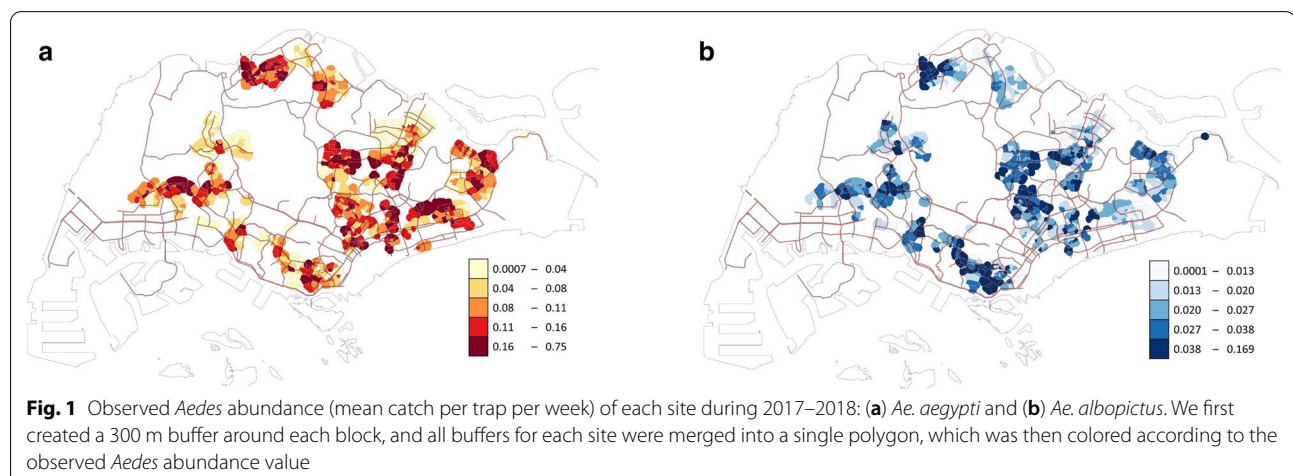 a
0.0007 – 0.04
0.04 – 0.08
0.08 – 0.11
0.11 – 0.16
0.16 – 0.75
b
0.0001 – 0.013
0.013 – 0.020
0.020 – 0.027
0.027 – 0.038
0.038 – 0.169
Fig. 1 Observed Aedes abundance (mean catch per trap per week) of each site during 2017–2018: (a) Ae. aegypti and (b) Ae. albopictus. We first
created a 300 m buffer around each block, and all buffers for each site were merged into a single polygon, which was then colored according to the
observed Aedes abundance value